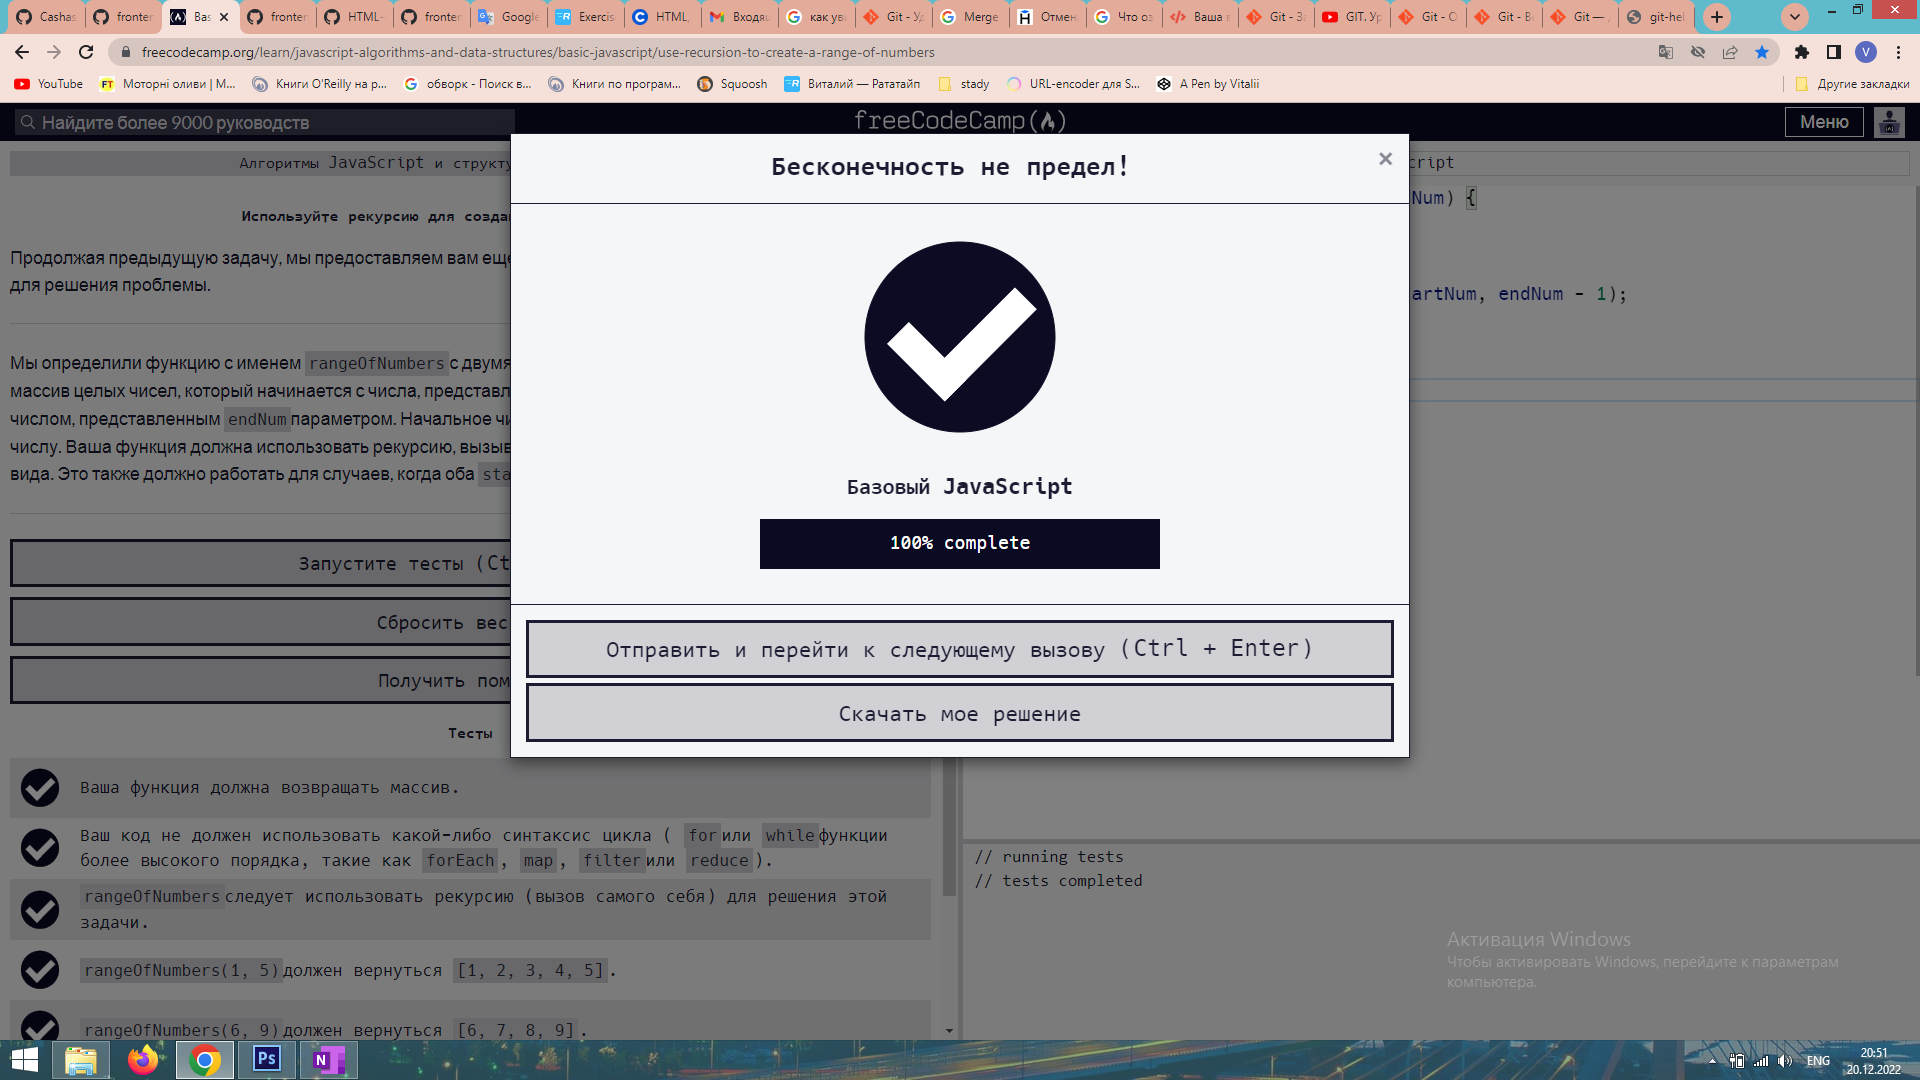 Cashas
fronter
Bas
fronter
HTML-
fronter
Google
Exercis
HTML,
Входящ
как уви
Git - Уд
Merge
Отмен
Что оз
Ваша в
Git - За
GIT. Ур
Git - О
Git - Ве
Git —
git-hel
freecodecamp.org/learn/javascript-algorithms-and-data-structures/basic-javascript/use-recursion-to-create-a-range-of-numbers
V
YouTube
FT Моторні оливи | М...
Книги O'Reilly на р...
обворк - Поиск в...
Книги по програм...
Squoosh
Виталий — Рататайп
stady
URL-encoder для S...
A Pen by Vitalii
Другие закладки
Найдите более 9000 руководств
freeCodeCamp
Меню
Алгоритмы JavaScript и структу
cript
Используйте рекурсию для созда
Продолжая предыдущую задачу, мы предоставляем вам еще
для решения проблемы.
Мы определили функцию с именем rangeOfNumbers с двумя
массив целых чисел, который начинается с числа, представл
числом, представленным endNum параметром. Начальное чи
числу. Ваша функция должна использовать рекурсию, вызыв
вида. Это также должно работать для случаев, когда оба sta
Запустите тесты (Ct
Сбросить вес
Получить пом
Тесты
Ваша функция должна возвращать массив.
Ваш код не должен использовать какой-либо синтаксис цикла ( for или while функции
более высокого порядка, такие как forEach , map , filter или reduce ).
rangeOfNumbers следует использовать рекурсию (вызов самого себя) для решения этой
задачи.
rangeOfNumbers(1, 5) должен вернуться [1, 2, 3, 4, 5] .
rangeOfNumbers(6, 9) должен вернуться [6, 7, 8, 9] .
Бесконечность не предел!
×
Базовый JavaScript
100% complete
Отправить и перейти к следующему вызову (Ctrl + Enter)
Скачать мое решение
Num) {
artNum, endNum - 1);
// running tests
// tests completed
Активация Windows
Чтобы активировать Windows, перейдите к параметрам
компьютера.
Ps
N
ENG
20:51
20.12.2022